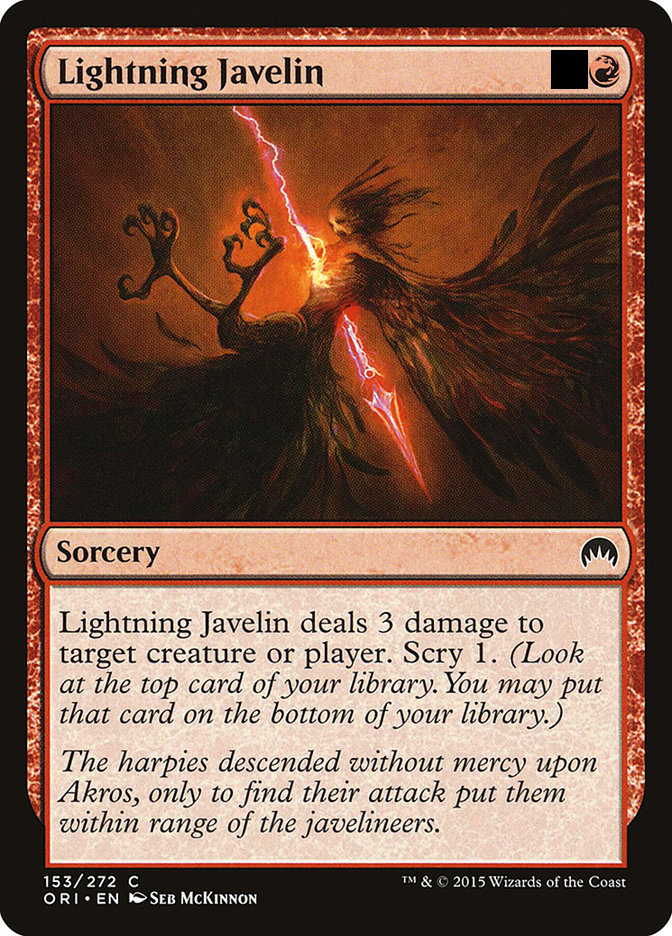 Lightning Javelin
Sorcery
Lightning Javelin deals 3 damage to
target creature or player. Scry 1. (Look
at the top card of your library. You may put
that card on the bottom of your library.)
The harpies descended without mercy upon
Akros, only to find their attack put them
within range of the javelineers.
153/272 C
ORI • EN Seb McKinnon
™ & © 2015 Wizards of the Coast